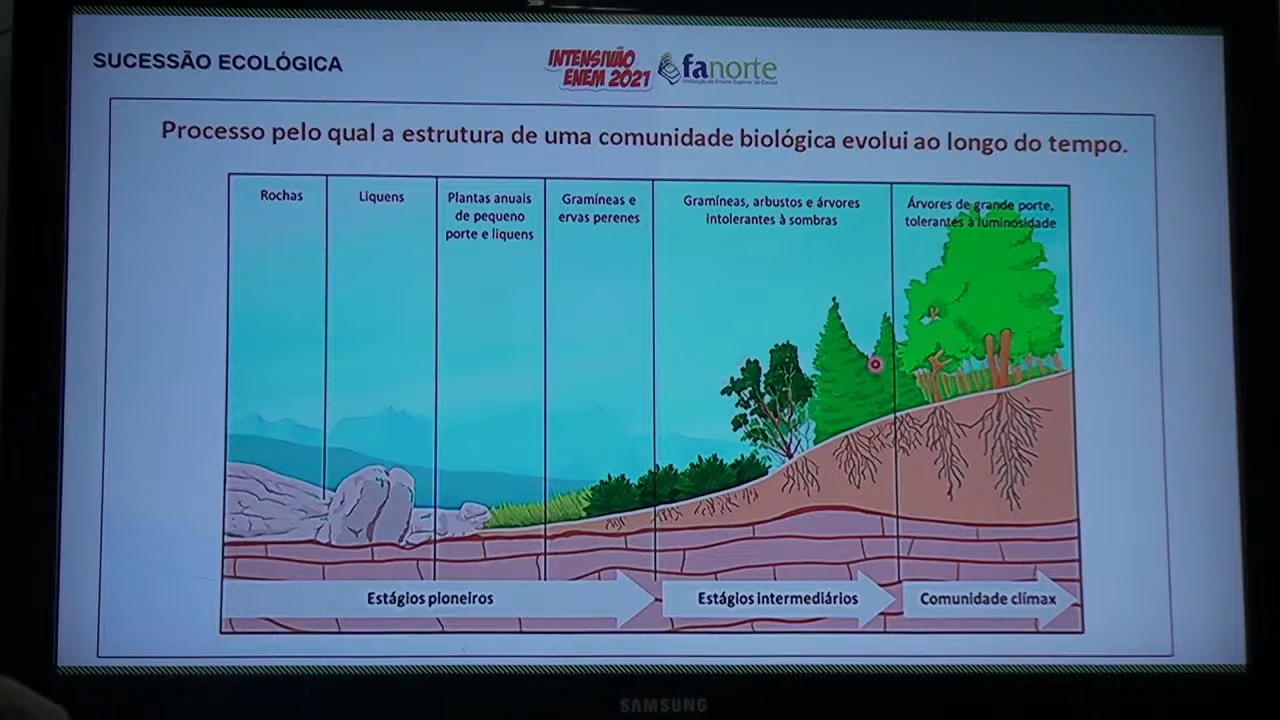 SUCESSÃO ECOLÓGICA
INTENSIVÃO
ENEM 2021
fanorte
Processo pelo qual a estrutura de uma comunidade biológica evolui ao longo do tempo.
Rochas
Liquens
Plantas anuais
de pequeno
porte e liquens
Gramíneas e
ervas perenes
Gramíneas, arbustos e árvores
intolerantes à sombras
Árvores de grande porte,
tolerantes à luminosidade
Estágios pioneiros
Estágios intermediários
Comunidade clímax
SAMSUNG